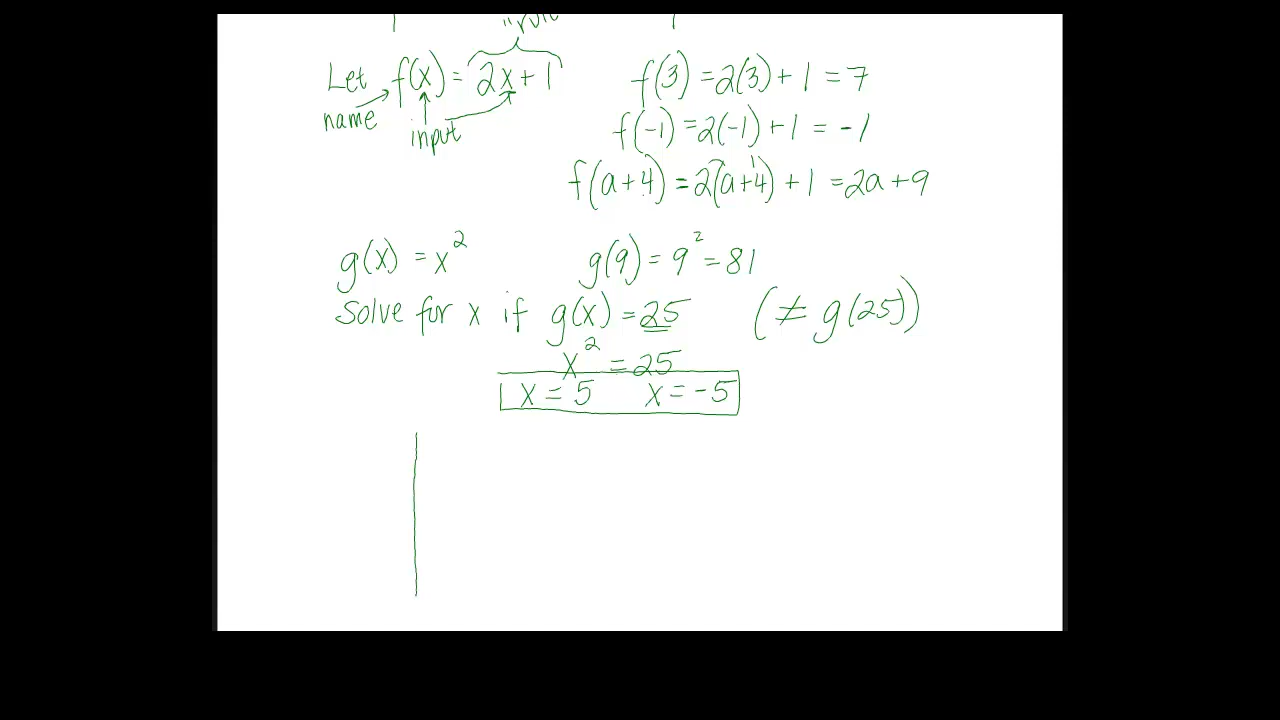 "rule"
Let f(x) = 2x + 1 f(3) = 2(3) + 1 = 7
name input f(-1) = 2(-1) + 1 = -1
f(a+4) = 2(a+4) + 1 = 2a + 9
g(x) = x² g(9) = 9² = 81
Solve for x if g(x) = 25 (≠ g(25))
x² = 25
x = 5 x = -5